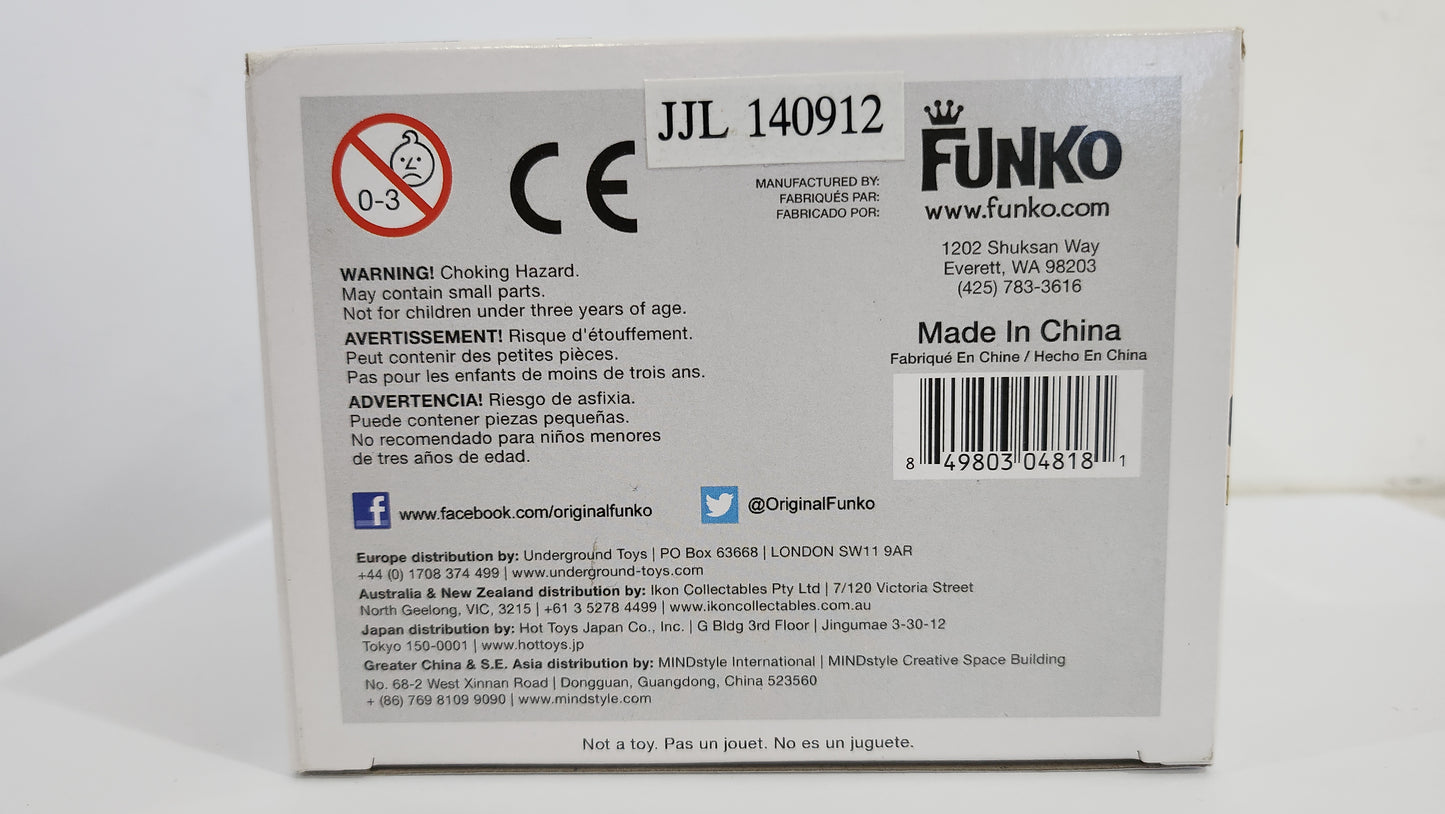 JJL 140912
0-3
CE
MANUFACTURED BY:
FABRIQUÉS PAR:
FABRICADO POR:
FUNKO
www.funko.com
1202 Shuksan Way
Everett, WA 98203
(425) 783-3616
Made In China
Fabriqué En Chine / Hecho En China
8 49803 04818 1
WARNING! Choking Hazard.
May contain small parts.
Not for children under three years of age.
AVERTISSEMENT! Risque d'étouffement.
Peut contenir des petites pièces.
Pas pour les enfants de moins de trois ans.
ADVERTENCIA! Riesgo de asfixia.
Puede contener piezas pequeñas.
No recomendado para niños menores
de tres años de edad.
f www.facebook.com/originalfunko
@OriginalFunko
Europe distribution by: Underground Toys | PO Box 63668 | LONDON SW11 9AR
+44 (0) 1708 374 499 | www.underground-toys.com
Australia & New Zealand distribution by: Ikon Collectables Pty Ltd | 7/120 Victoria Street
North Geelong, VIC, 3215 | +61 3 5278 4499 | www.ikoncollectables.com.au
Japan distribution by: Hot Toys Japan Co., Inc. | G Bldg 3rd Floor | Jingumae 3-30-12
Tokyo 150-0001 | www.hottoys.jp
Greater China & S.E. Asia distribution by: MINDstyle International | MINDstyle Creative Space Building
No. 68-2 West Xinnan Road | Dongguan, Guangdong, China 523560
+ (86) 769 8109 9090 | www.mindstyle.com
Not a toy. Pas un jouet. No es un juguete.